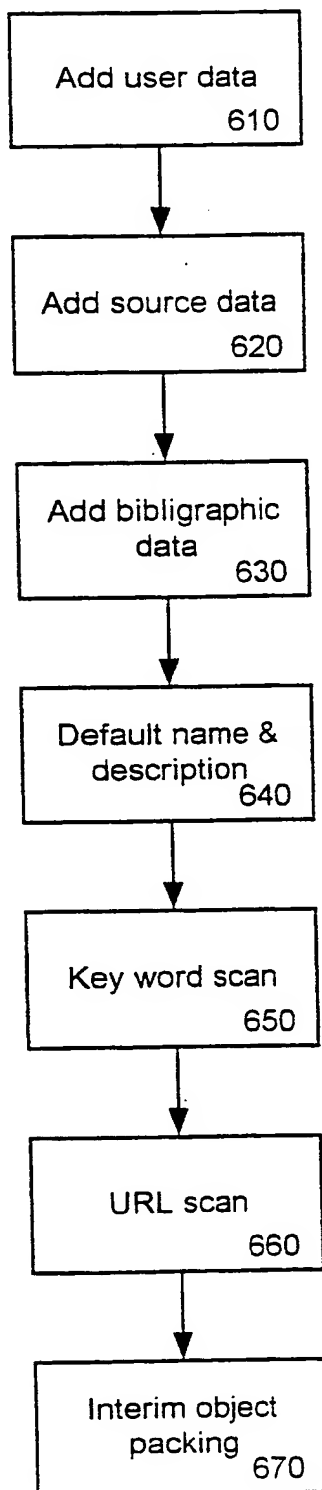 Add user data
610
Add source data
620
Add bibligraphic
data
630
Default name &
description
640
Key word scan
650
URL scan
660
Interim object
packing
670